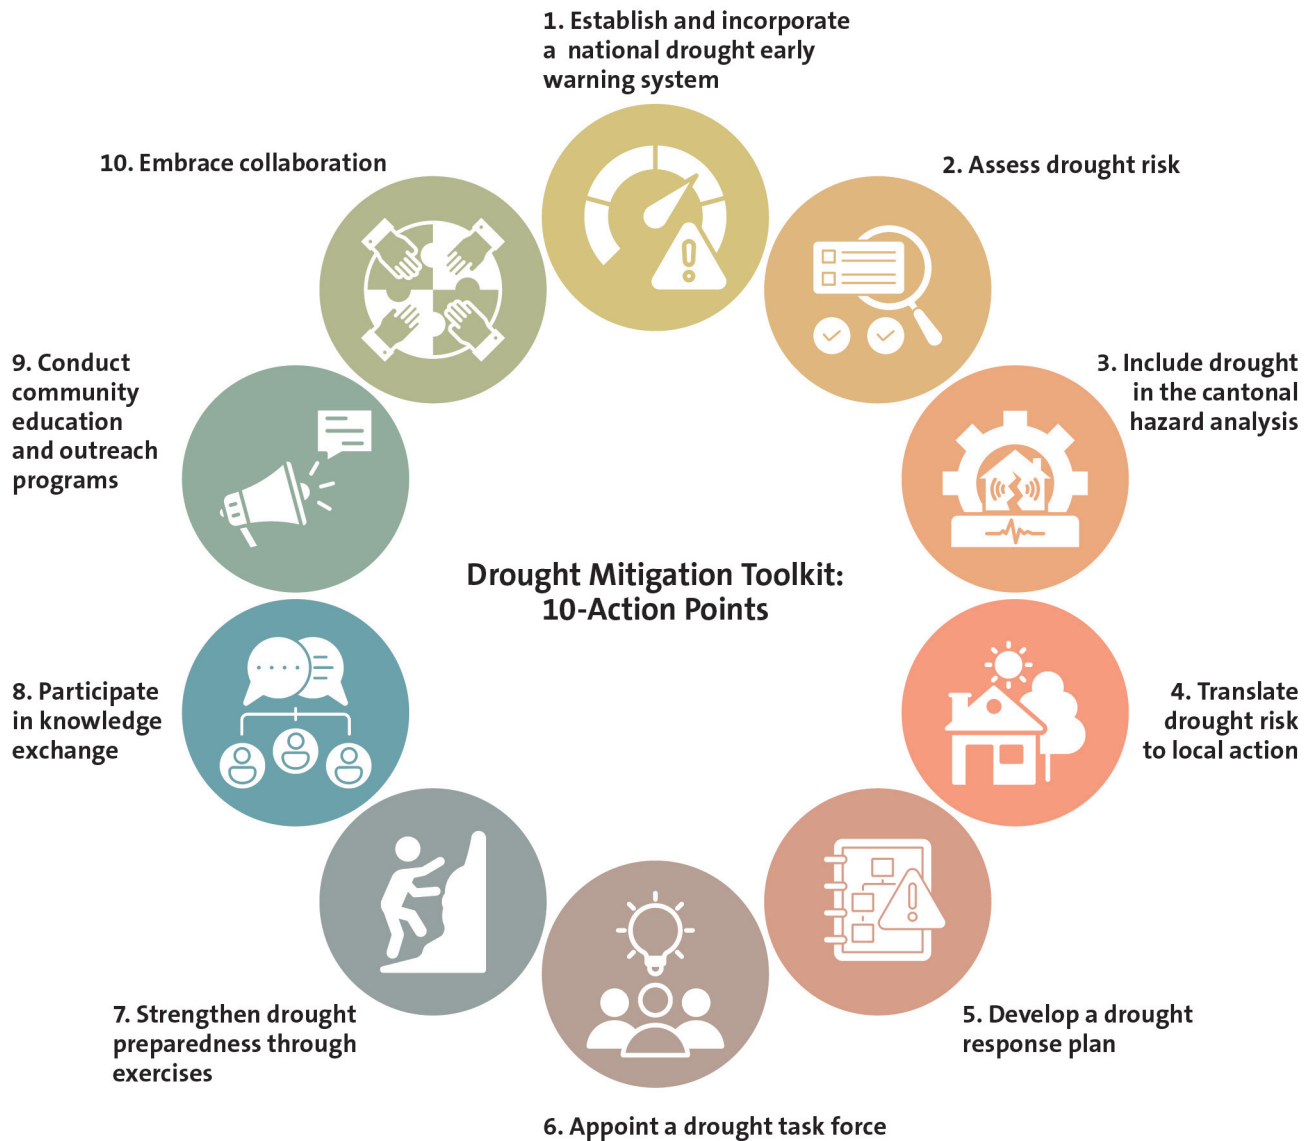 1. Establish and incorporate
a national drought early
warning system
2. Assess drought risk
3. Include drought
in the cantonal
hazard analysis
4. Translate
drought risk
to local action
5. Develop a drought
response plan
6. Appoint a drought task force
7. Strengthen drought
preparedness through
exercises
8. Participate
in knowledge
exchange
9. Conduct
community
education
and outreach
programs
10. Embrace collaboration
Drought Mitigation Toolkit:
10-Action Points